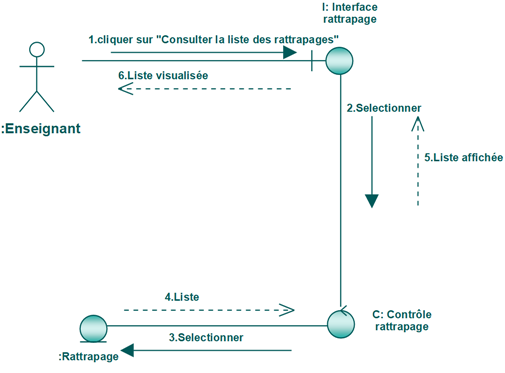 I: Interface
rattrapage
1.cliquer sur "Consulter la liste des rattrapages"
6.Liste visualisée
:Enseignant
2.Selectionner
5.Liste affichée
4.Liste
C: Contrôle
rattrapage
3.Selectionner
:Rattrapage